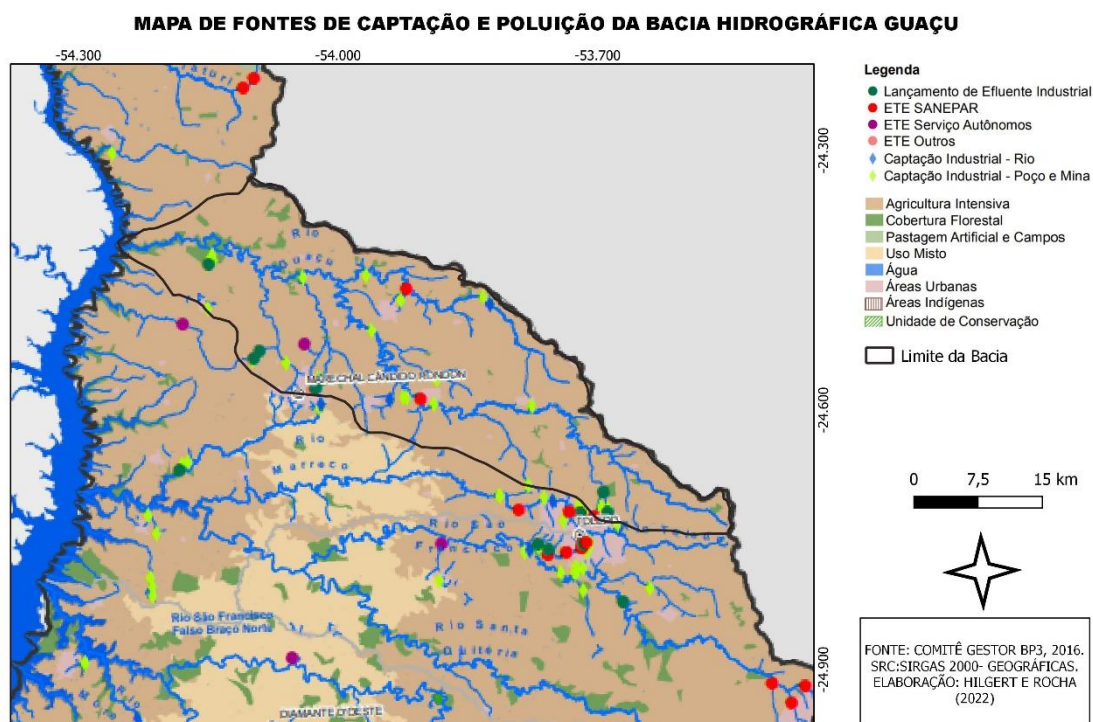 MAPA DE FONTES DE CAPTAÇÃO E POLUIÇÃO DA BACIA HIDROGRÁFICA GUAÇU
-54.300
-54.000
-53.700
-24.300
-24.600
-24.900
Rio
Guaçu
MARECHAL CÂNDIDO RONDON
Rio
Marreco
TOLEDO
Rio São
Francisco
Rio São Francisco
Falso Braço Norte
Rio Santa
Quitéria
DIAMANTE D'OESTE
Legenda
Lançamento de Efluente Industrial
ETE SANEPAR
ETE Serviço Autônomos
ETE Outros
Captação Industrial - Rio
Captação Industrial - Poço e Mina
Agricultura Intensiva
Cobertura Florestal
Pastagem Artificial e Campos
Uso Misto
Água
Áreas Urbanas
Áreas Indígenas
Unidade de Conservação
Limite da Bacia
0 7,5 15 km
FONTE: COMITÊ GESTOR BP3, 2016.
SRC:SIRGAS 2000- GEOGRÁFICAS.
ELABORAÇÃO: HILGERT E ROCHA
(2022)